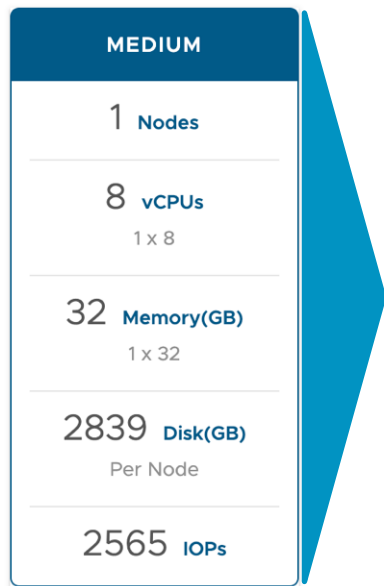 MEDIUM
1 Nodes
8 vCPUs
1 x 8
32 Memory(GB)
1 x 32
2839 Disk(GB)
Per Node
2565 IOPs